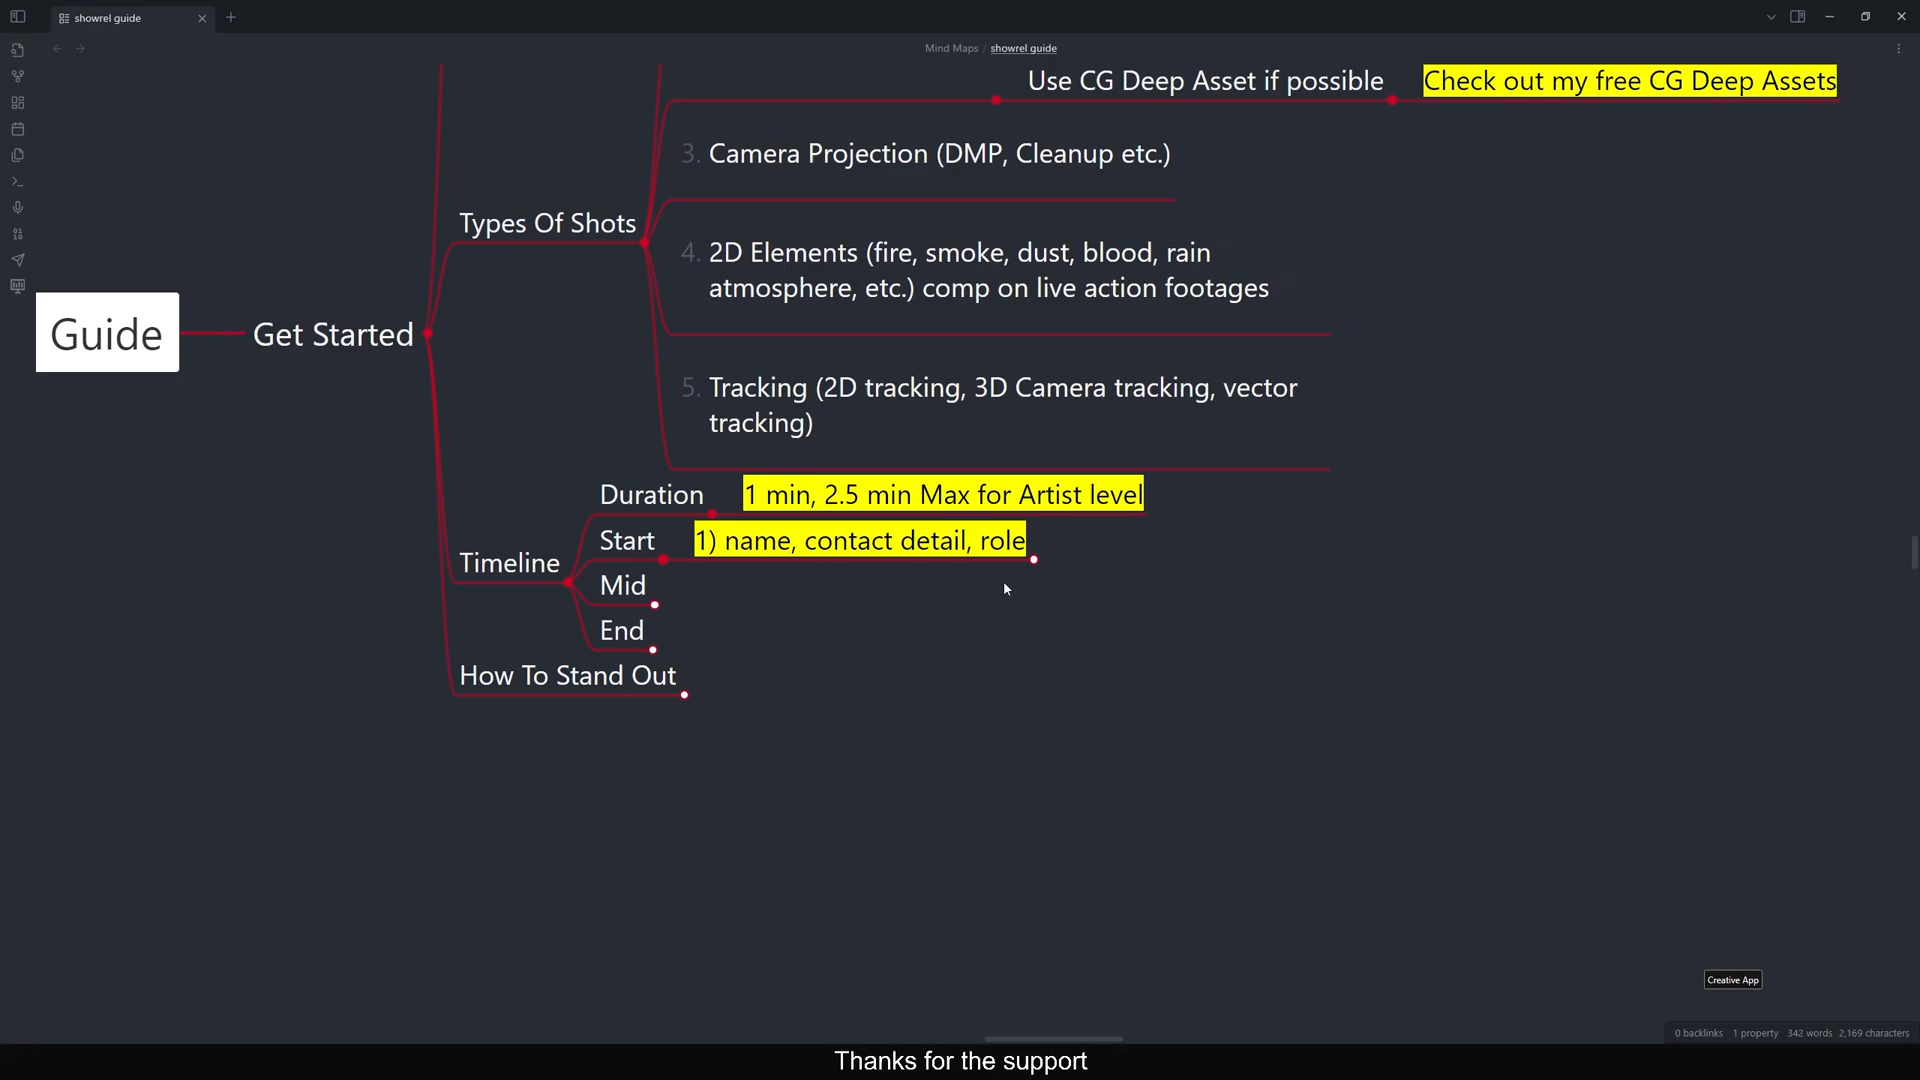 showrel guide
Mind Maps / showrel guide
Use CG Deep Asset if possible
Check out my free CG Deep Assets
3. Camera Projection (DMP, Cleanup etc.)
Types Of Shots
4. 2D Elements (fire, smoke, dust, blood, rain
atmosphere, etc.) comp on live action footages
Guide
Get Started
5. Tracking (2D tracking, 3D Camera tracking, vector
tracking)
Duration
1 min, 2.5 min Max for Artist level
Start
1) name, contact detail, role
Timeline
Mid
End
How To Stand Out
Creative App
0 backlinks 1 property 342 words 2,169 characters
Thanks for the support